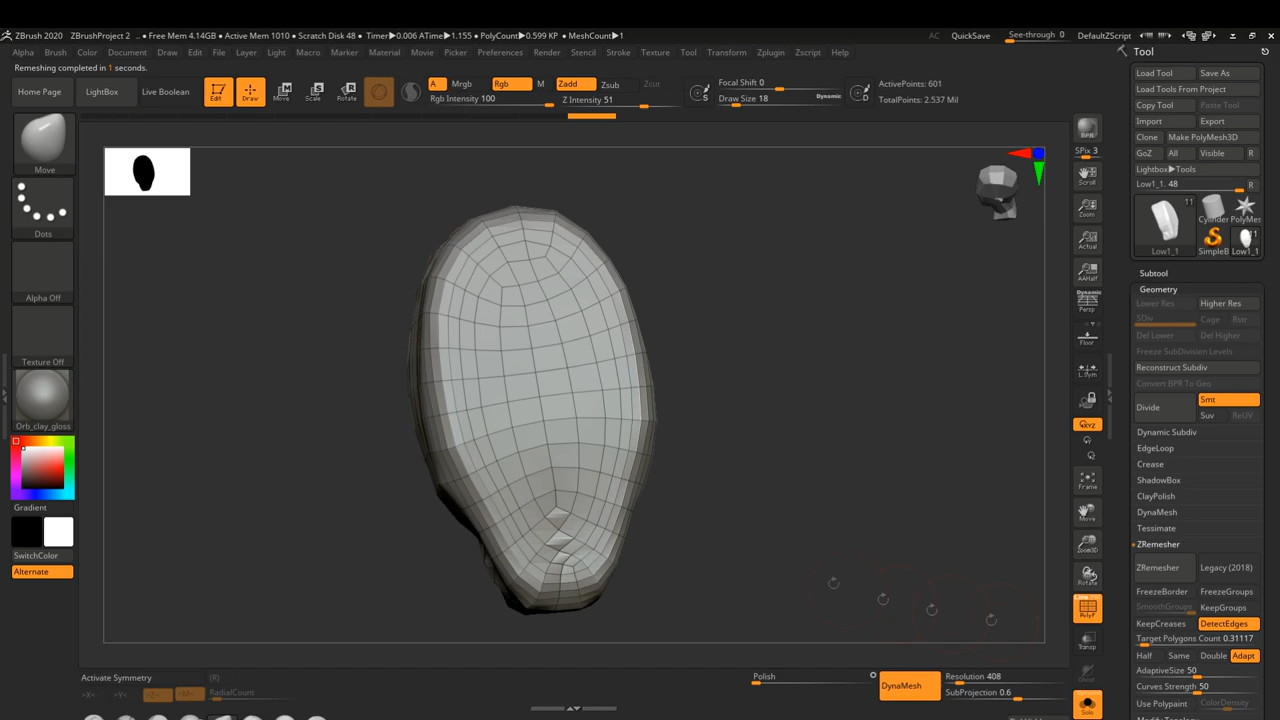 ZBrush 2020 ZBrushProject 2 .. • Free Mem 4.14GB • Active Mem 1010 • Scratch Disk 48 • Timer▶0.006 ATime▶1.155 • PolyCount▶0.599 KP • MeshCount▶1
AC QuickSave See-through 0 DefaultZScript
Alpha Brush Color Document Draw Edit File Layer Light Macro Marker Material Movie Picker Preferences Render Stencil Stroke Texture Tool Transform Zplugin Zscript Help
Remeshing completed in 1 seconds.
Home Page LightBox Live Boolean Edit Draw Move Scale Rotate
A Mrgb Rgb M Zadd Zsub Zcut
Rgb Intensity 100 Z Intensity 51
S Focal Shift 0
Draw Size 18 Dynamic D
ActivePoints: 601
TotalPoints: 2.537 Mil
Move
Dots
Alpha Off
Texture Off
Orb_clay_gloss
Gradient
SwitchColor
Alternate
BPR
SPix 3
Scroll
Zoom
Actual
AAHalf
Dynamic
Persp
Floor
L.Sym
XYZ
Frame
Move
Zoom3D
Rotate
PolyF
Transp
Ghost
Solo
Tool
Load Tool Save As
Load Tools From Project
Copy Tool Paste Tool
Import Export
Clone Make PolyMesh3D
GoZ All Visible R
Lightbox▶Tools
Low1_1. 48 R
11
Cylinder PolyMes
11
Low1_1 SimpleB Low1_1
Subtool
Geometry
Lower Res Higher Res
SDiv Cage Rstr
Del Lower Del Higher
Freeze SubDivision Levels
Reconstruct Subdiv
Convert BPR To Geo
Divide Smt
Suv ReUV
Dynamic Subdiv
EdgeLoop
Crease
ShadowBox
ClayPolish
DynaMesh
Tessimate
ZRemesher
ZRemesher Legacy (2018)
FreezeBorder FreezeGroups
SmoothGroups KeepGroups
KeepCreases DetectEdges
Target Polygons Count 0.31117
Half Same Double Adapt
AdaptiveSize 50
Curves Strength 50
Use Polypaint ColorDensity
Activate Symmetry (R)
>X< >Y< >Z< >M< RadialCount
Polish
DynaMesh
Resolution 408
SubProjection 0.6